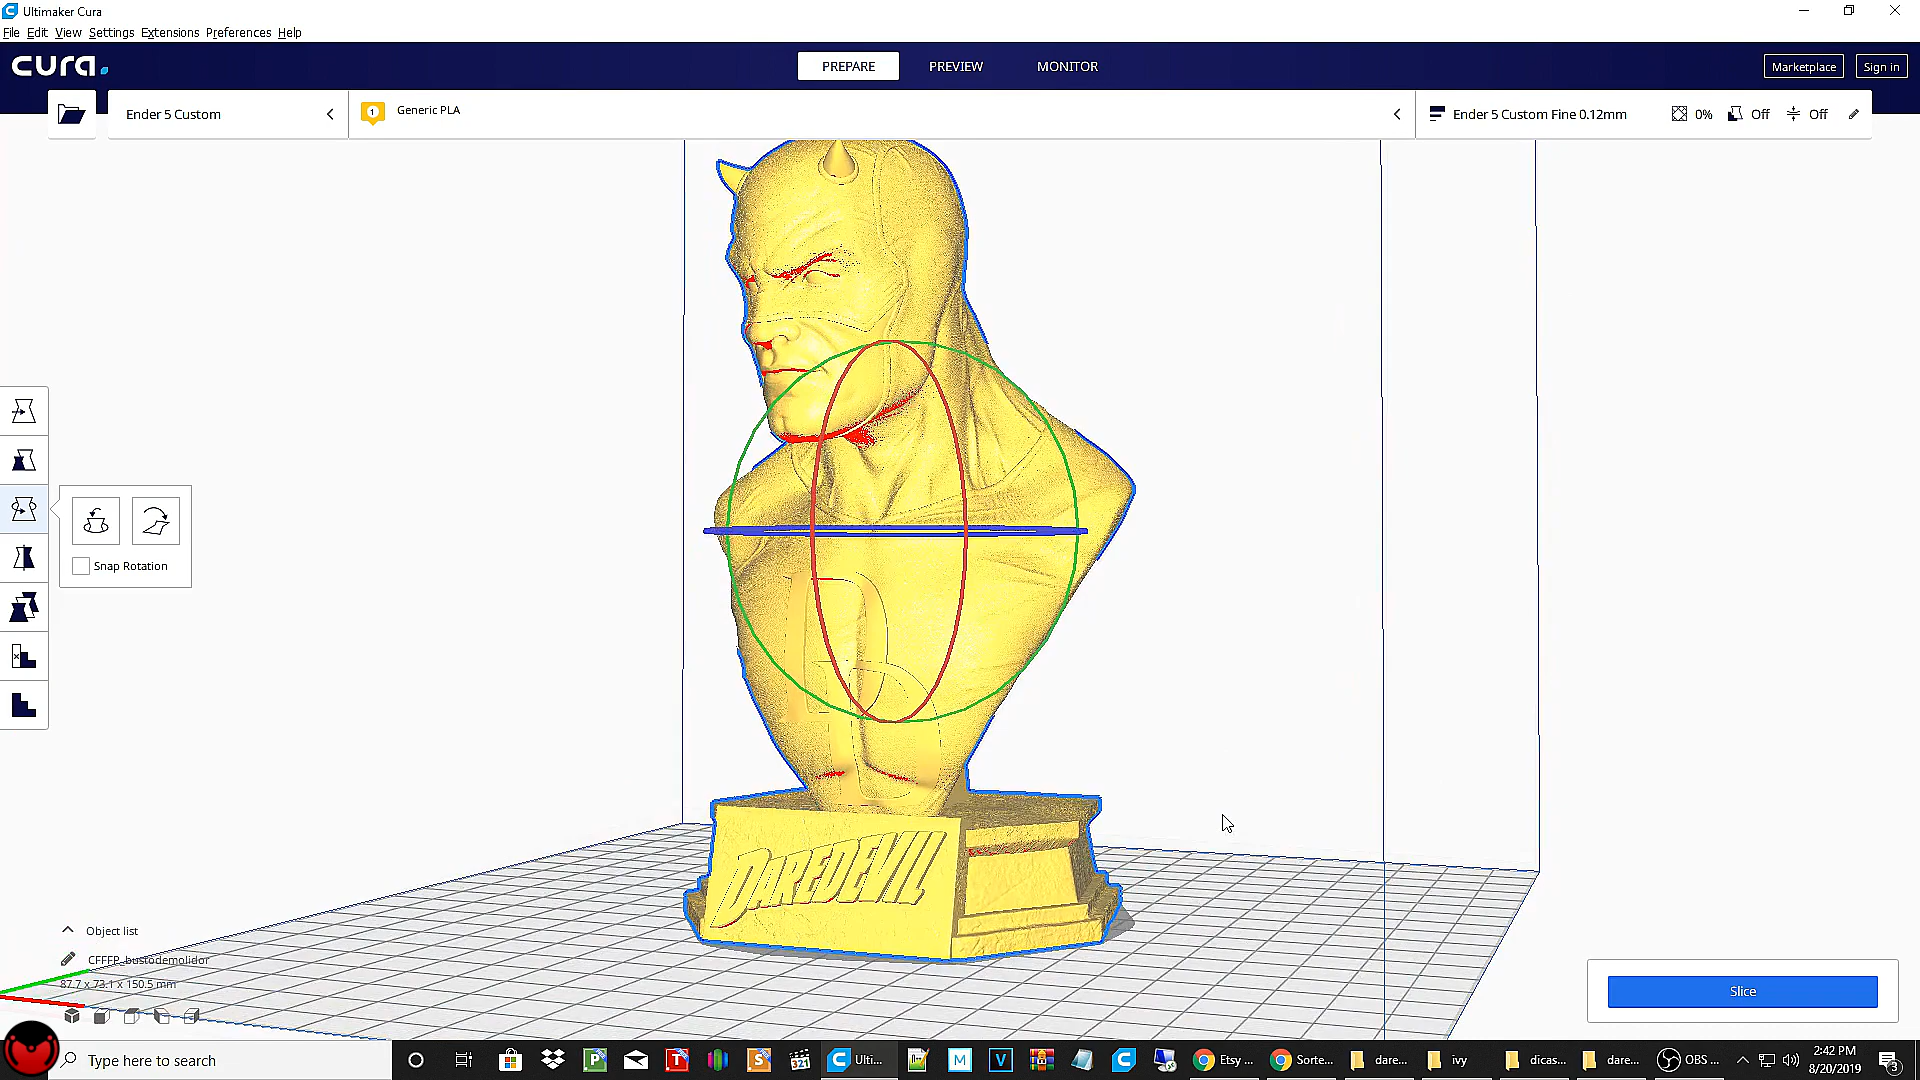 Ultimaker Cura
File Edit View Settings Extensions Preferences Help
cura.
PREPARE PREVIEW MONITOR
Marketplace Sign in
Ender 5 Custom
1 Generic PLA
Ender 5 Custom Fine 0.12mm 0% Off Off
Snap Rotation
DAREDEVIL
Object list
CFFFP_bustodemolidor
87.7 x 73.1 x 150.5 mm
Slice
Type here to search
Ulti... Etsy ... Sorte... dare... ivy dicas... dare... OBS ...
2:42 PM
8/20/2019
3